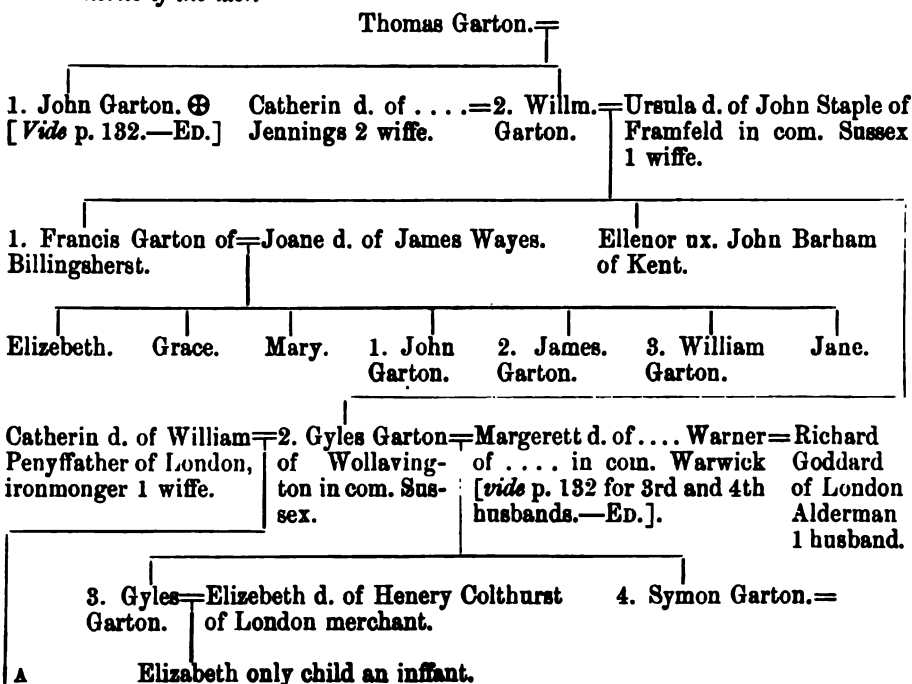 Thomas Garton.=
1. John Garton. ⊕ Catherin d. of . . . .=2. Willm.=Ursula d. of John Staple of
[Vide p. 132.—ED.] Jennings 2 wiffe. Garton. Framfeld in com. Sussex
1 wiffe.
1. Francis Garton of=Joane d. of James Wayes. Ellenor ux. John Barham
Billingsherst. of Kent.
Elizebeth. Grace. Mary. 1. John 2. James. 3. William Jane.
Garton. Garton. Garton.
Catherin d. of William=2. Gyles Garton=Margerett d. of . . . . Warner=Richard
Penyffather of London, of Wollaving- of . . . . in com. Warwick Goddard
ironmonger 1 wiffe. ton in com. Sus- [vide p. 132 for 3rd and 4th of London
sex. husbands.—ED.]. Alderman
1 husband.
3. Gyles=Elizebeth d. of Henery Colthurst 4. Symon Garton.=
Garton. of London merchant.
A Elizabeth only child an inffant.